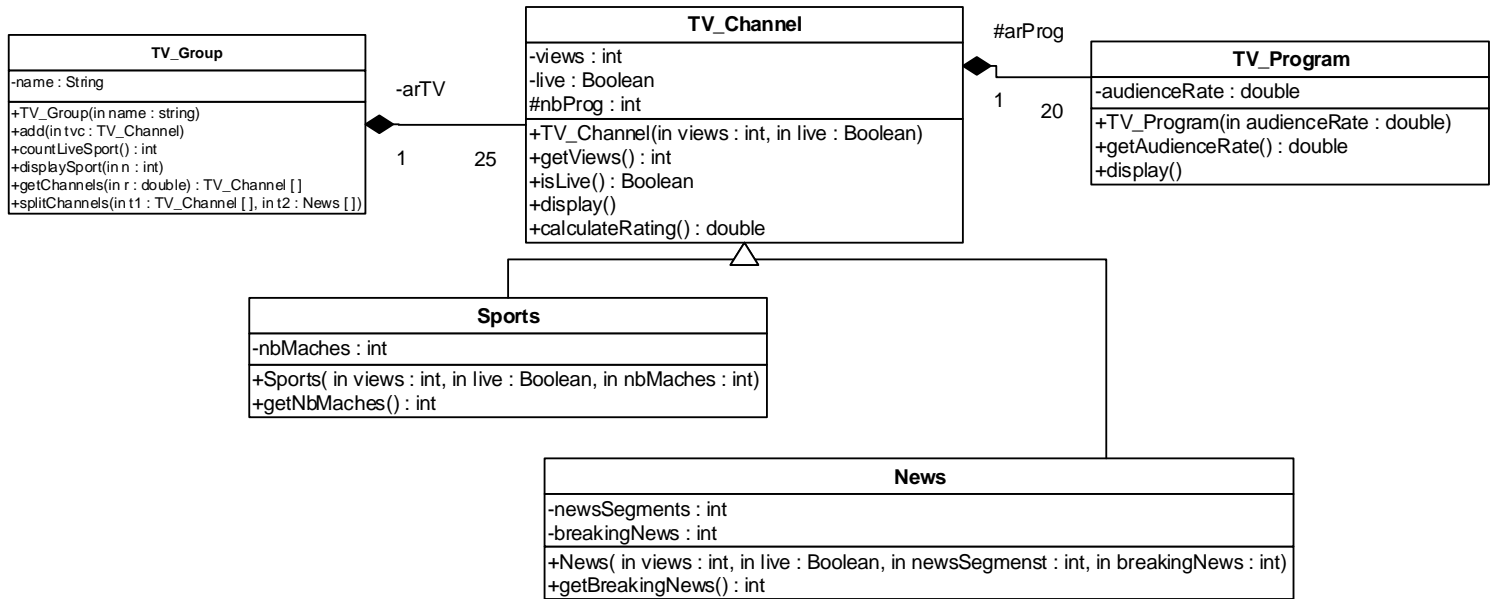 TV_Group
-name : String
+TV_Group(in name : string)
+add(in tvc : TV_Channel)
+countLiveSport() : int
+displaySport(in n : int)
+getChannels(in r : double) : TV_Channel [ ]
+splitChannels(in t1 : TV_Channel [ ], in t2 : News [ ])
-arTV
1
25
TV_Channel
-views : int
-live : Boolean
#nbProg : int
+TV_Channel(in views : int, in live : Boolean)
+getViews() : int
+isLive() : Boolean
+display()
+calculateRating() : double
#arProg
1
20
TV_Program
-audienceRate : double
+TV_Program(in audienceRate : double)
+getAudienceRate() : double
+display()
Sports
-nbMaches : int
+Sports( in views : int, in live : Boolean, in nbMaches : int)
+getNbMaches() : int
News
-newsSegments : int
-breakingNews : int
+News( in views : int, in live : Boolean, in newsSegmenst : int, in breakingNews : int)
+getBreakingNews() : int